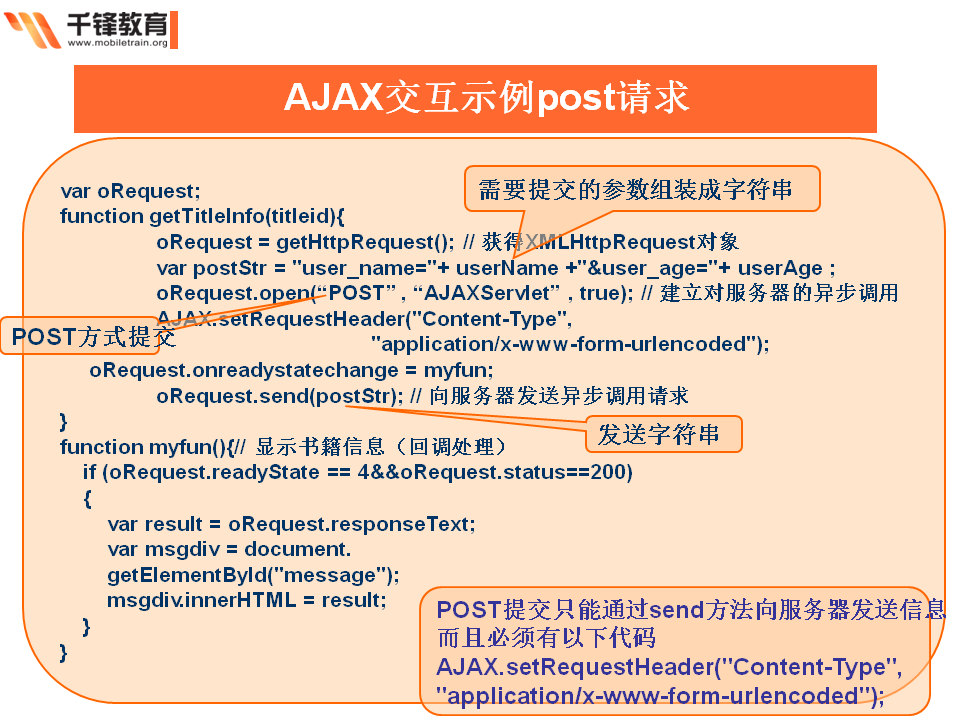 千锋教育
www.mobiletrain.org
AJAX交互示例post请求
需要提交的参数组装成字符串
var oRequest;
function getTitleInfo(titleid){
oRequest = getHttpRequest(); // 获得XMLHttpRequest对象
var postStr = "user_name="+ userName +"&user_age="+ userAge ;
oRequest.open(“POST” , “AJAXServlet” , true); // 建立对服务器的异步调用
AJAX.setRequestHeader("Content-Type",
POST方式提交
"application/x-www-form-urlencoded");
oRequest.onreadystatechange = myfun;
oRequest.send(postStr); // 向服务器发送异步调用请求
}
发送字符串
function myfun(){// 显示书籍信息（回调处理）
if (oRequest.readyState == 4&&oRequest.status==200)
{
var result = oRequest.responseText;
var msgdiv = document.
getElementById("message");
msgdiv.innerHTML = result;
}
}
POST提交只能通过send方法向服务器发送信息
而且必须有以下代码
AJAX.setRequestHeader("Content-Type",
"application/x-www-form-urlencoded");